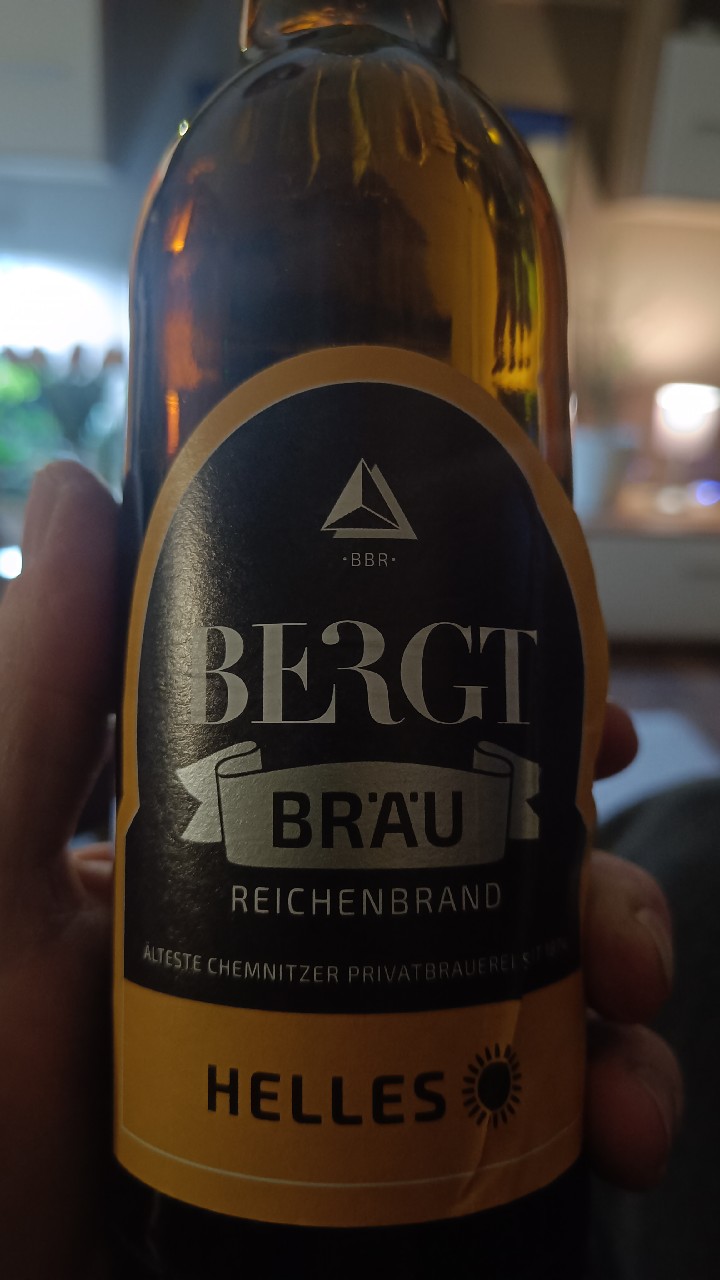 ·BBR·
BERGT
BRÄU
REICHENBRAND
ÄLTESTE CHEMNITZER PRIVATBRAUEREI
HELLES